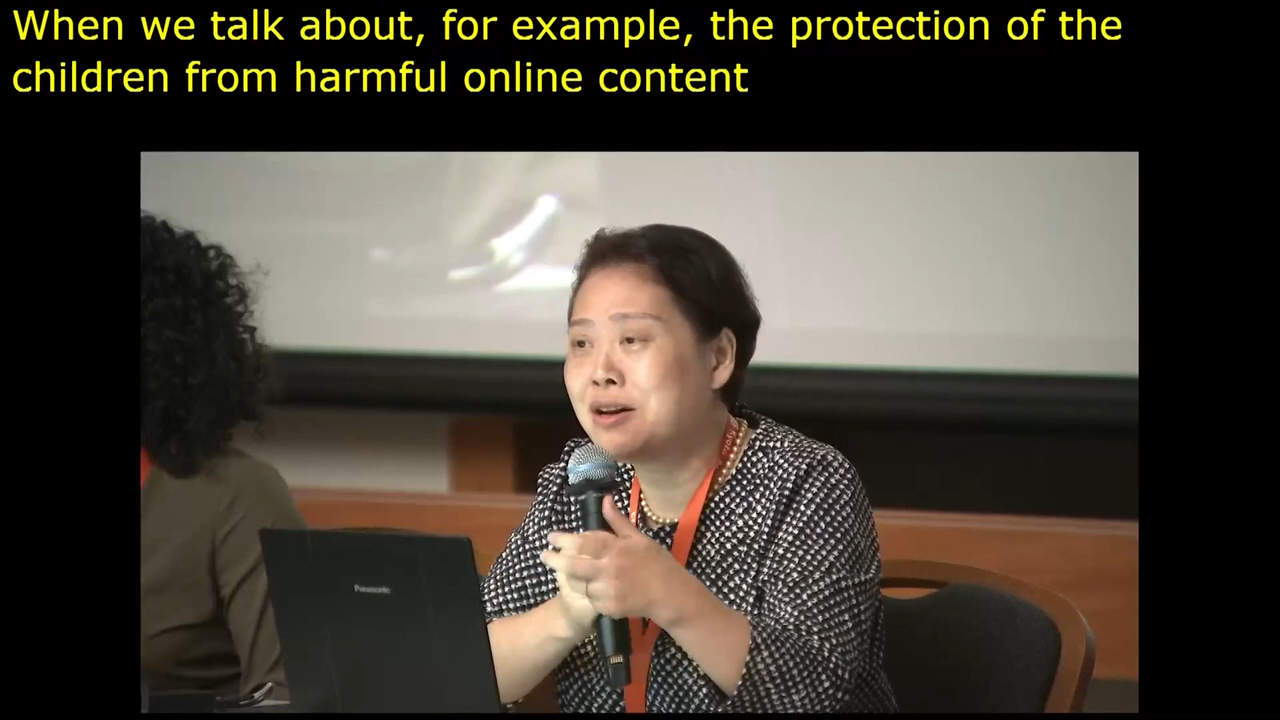 When we talk about, for example, the protection of the
children from harmful online content
Panasonic